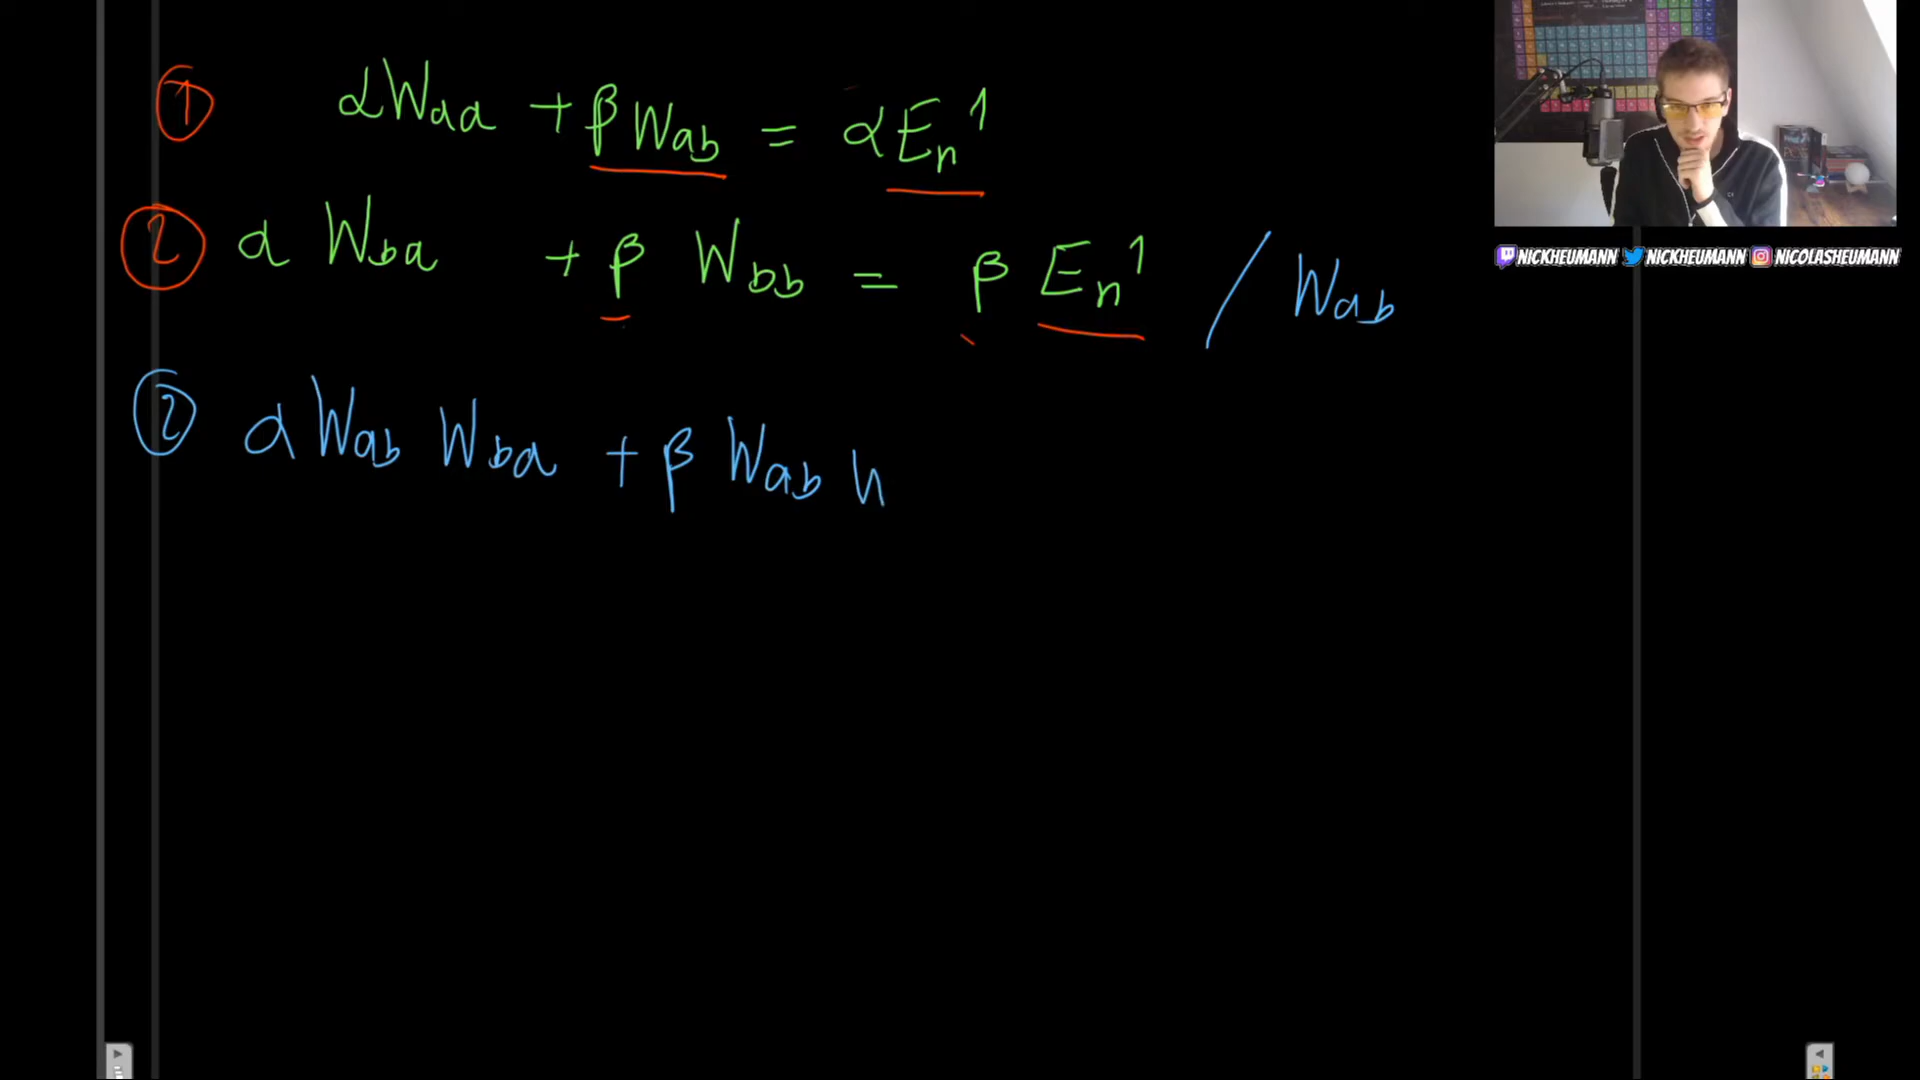 ① αWaa + βWab = αEn¹
② α Wba + β Wbb = β En¹ / Wab
② α Wab Wba + β Wab
NICKHEUMANN NICKHEUMANN NICOLASHEUMANN